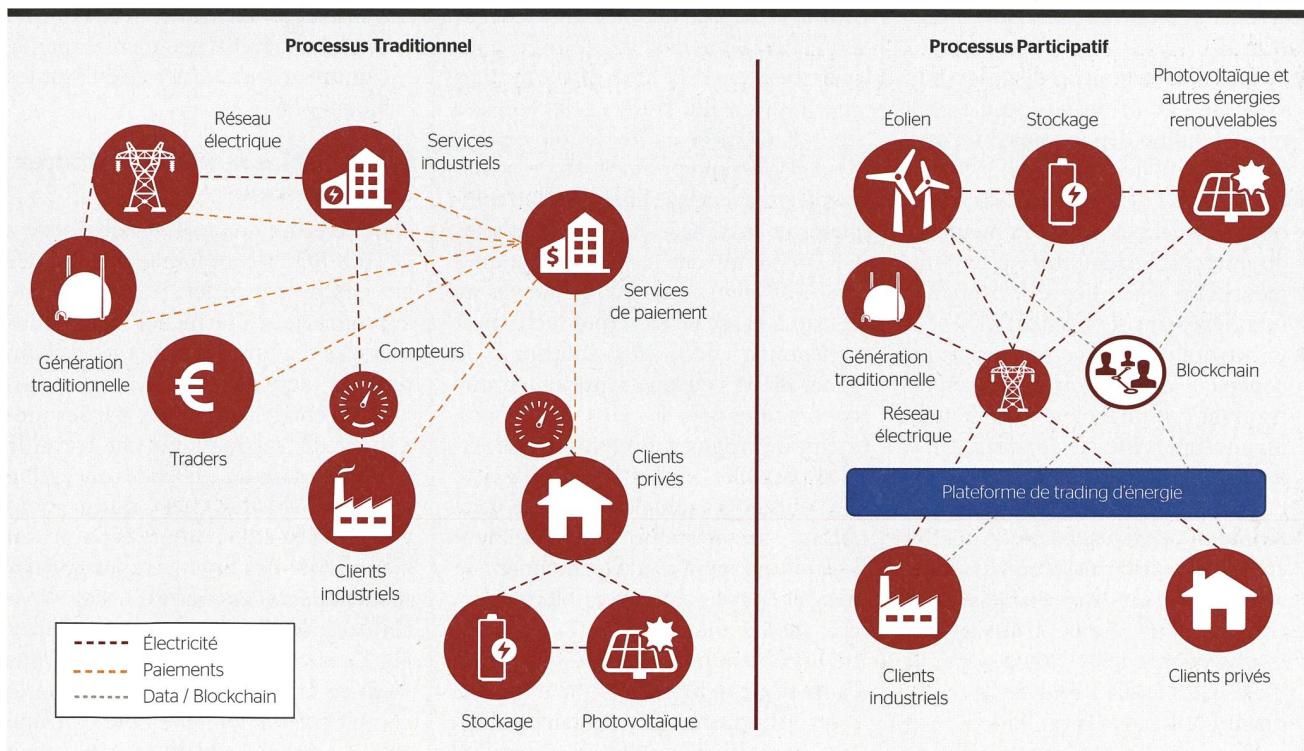 Processus Traditionnel
Réseau
électrique
Services
industriels
$
Services
de paiement
Génération
traditionnelle
€
Traders
Compteurs
Clients
privés
Clients
industriels
Stockage
Photovoltaïque
Électricité
Paiements
Data / Blockchain
Processus Participatif
Éolien
Stockage
Photovoltaïque et
autres énergies
renouvelables
Génération
traditionnelle
Blockchain
Réseau
électrique
Plateforme de trading d’énergie
Clients
industriels
Clients privés